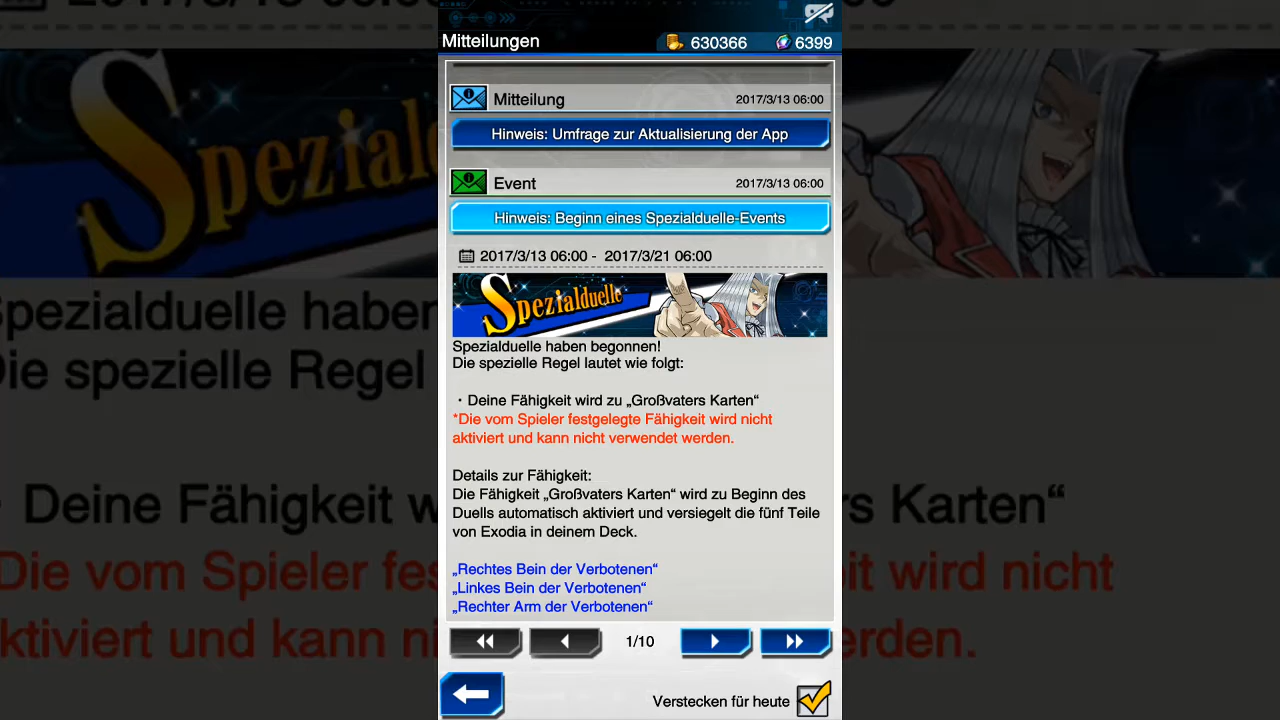 Mitteilungen
630366
6399
Mitteilung
2017/3/13 06:00
Hinweis: Umfrage zur Aktualisierung der App
Event
2017/3/13 06:00
Hinweis: Beginn eines Spezialduelle-Events
2017/3/13 06:00 - 2017/3/21 06:00
Spezialduelle
Spezialduelle haben begonnen!
Die spezielle Regel lautet wie folgt:
・Deine Fähigkeit wird zu „Großvaters Karten“
*Die vom Spieler festgelegte Fähigkeit wird nicht
aktiviert und kann nicht verwendet werden.
Details zur Fähigkeit:
Die Fähigkeit „Großvaters Karten“ wird zu Beginn des
Duells automatisch aktiviert und versiegelt die fünf Teile
von Exodia in deinem Deck.
„Rechtes Bein der Verbotenen“
„Linkes Bein der Verbotenen“
„Rechter Arm der Verbotenen“
1/10
Verstecken für heute